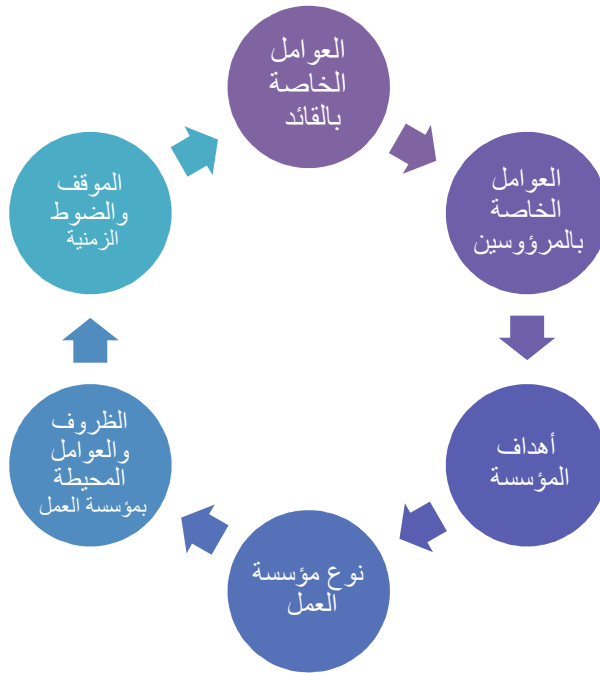 العوامل
الخاصة
بالقائد
العوامل
الخاصة
بالمرؤوسين
أهداف
المؤسسة
نوع مؤسسة
العمل
الظروف
والعوامل
المحيطة
بمؤسسة العمل
الموقف
والضوط
الزمنية